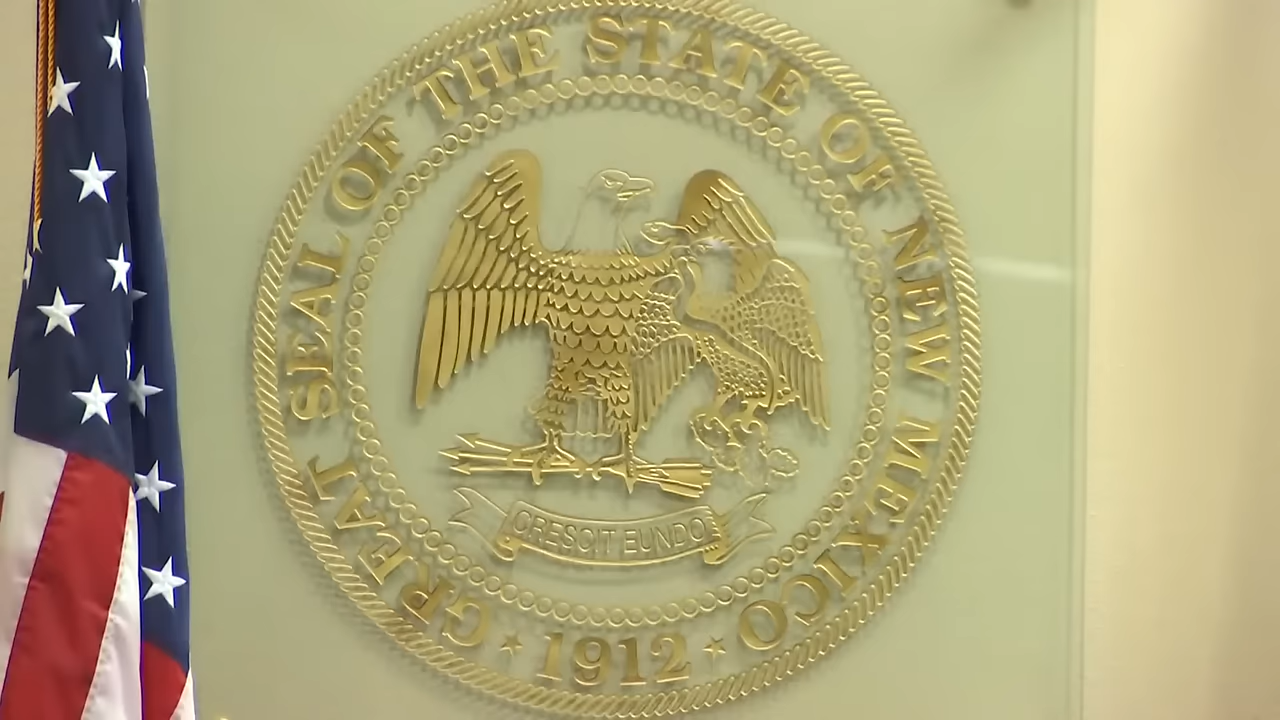 GREAT SEAL OF THE STATE OF NEW MEXICO
CRESCIT EUNDO
1912